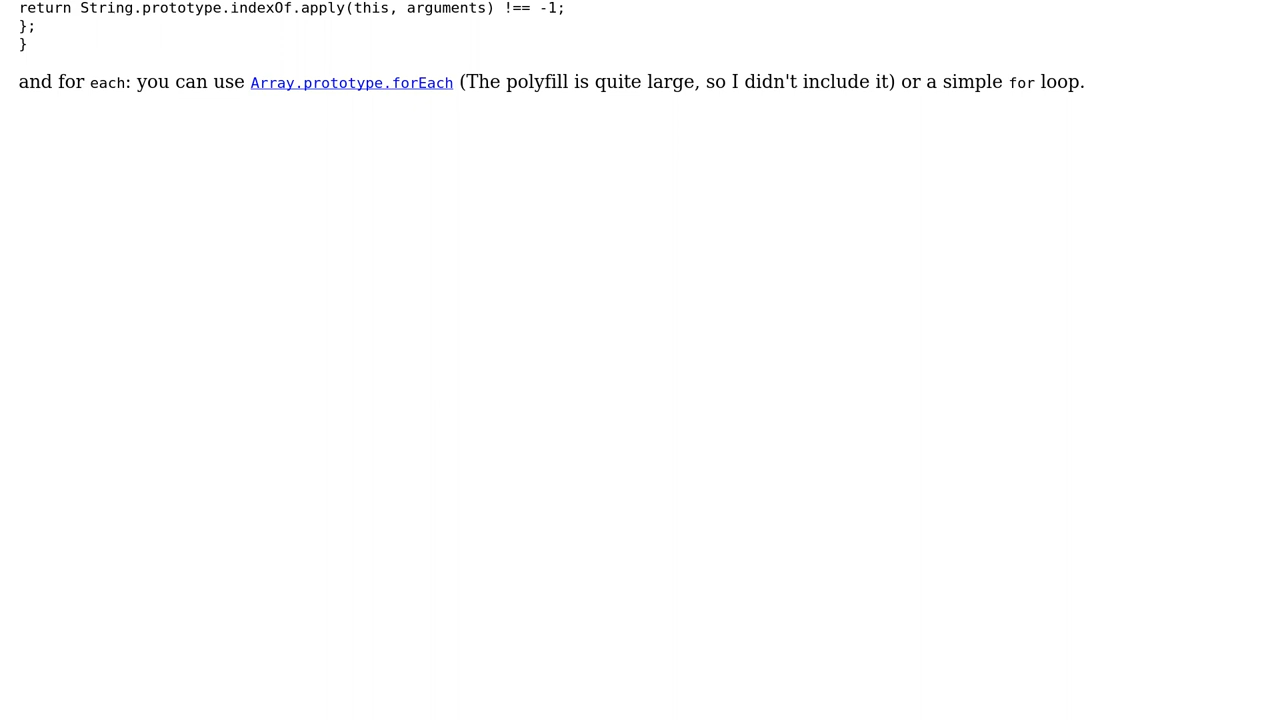 return String.prototype.indexOf.apply(this, arguments) !== -1;
};
}
and for each: you can use Array.prototype.forEach (The polyfill is quite large, so I didn't include it) or a simple for loop.